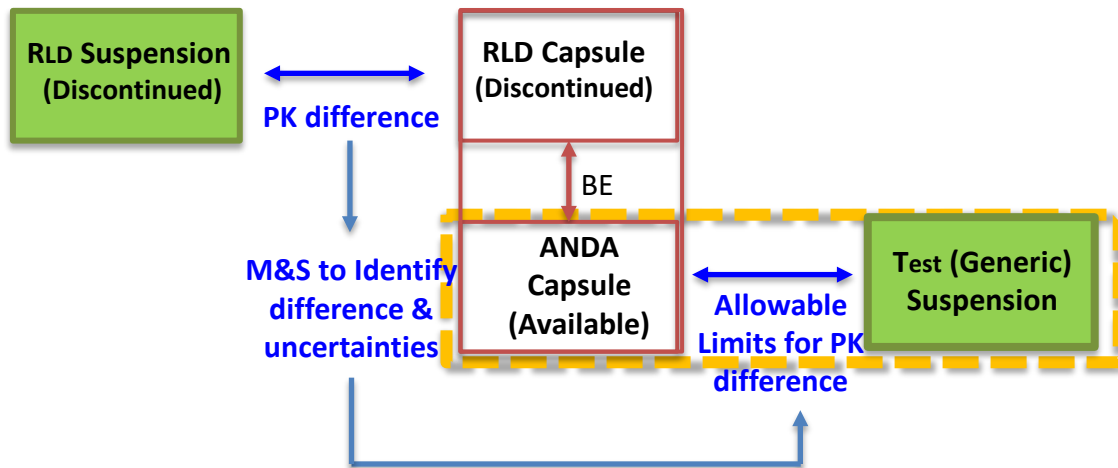 RLD Suspension
(Discontinued)
PK difference
RLD Capsule
(Discontinued)
BE
M&S to Identify
difference &
uncertainties
ANDA
Capsule
(Available)
Allowable
Limits for PK
difference
Test (Generic)
Suspension